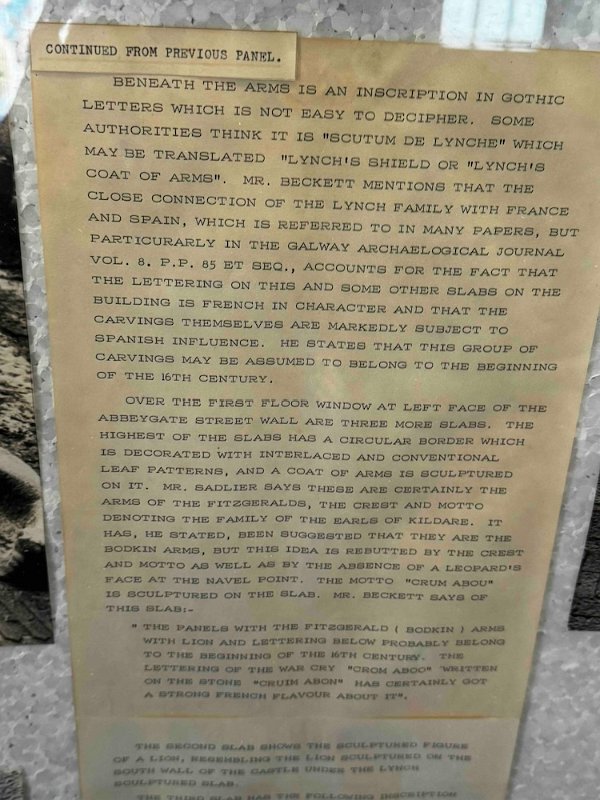 CONTINUED FROM PREVIOUS PANEL.
BENEATH THE ARMS IS AN INSCRIPTION IN GOTHIC
LETTERS WHICH IS NOT EASY TO DECIPHER. SOME
AUTHORITIES THINK IT IS "SCUTUM DE LYNCHE" WHICH
MAY BE TRANSLATED "LYNCH'S SHIELD OR "LYNCH'S
COAT OF ARMS". MR. BECKETT MENTIONS THAT THE
CLOSE CONNECTION OF THE LYNCH FAMILY WITH FRANCE
AND SPAIN, WHICH IS REFERRED TO IN MANY PAPERS, BUT
PARTICURARLY IN THE GALWAY ARCHAELOGICAL JOURNAL
VOL. 8. P.P. 85 ET SEQ., ACCOUNTS FOR THE FACT THAT
THE LETTERING ON THIS AND SOME OTHER SLABS ON THE
BUILDING IS FRENCH IN CHARACTER AND THAT THE
CARVINGS THEMSELVES ARE MARKEDLY SUBJECT TO
SPANISH INFLUENCE. HE STATES THAT THIS GROUP OF
CARVINGS MAY BE ASSUMED TO BELONG TO THE BEGINNING
OF THE 16TH CENTURY.
OVER THE FIRST FLOOR WINDOW AT LEFT FACE OF THE
ABBEYGATE STREET WALL ARE THREE MORE SLABS. THE
HIGHEST OF THE SLABS HAS A CIRCULAR BORDER WHICH
IS DECORATED WITH INTERLACED AND CONVENTIONAL
LEAF PATTERNS, AND A COAT OF ARMS IS SCULPTURED
ON IT. MR. SADLIER SAYS THESE ARE CERTAINLY THE
ARMS OF THE FITZGERALDS, THE CREST AND MOTTO
DENOTING THE FAMILY OF THE EARLS OF KILDARE. IT
HAS, HE STATED, BEEN SUGGESTED THAT THEY ARE THE
BODKIN ARMS, BUT THIS IDEA IS REBUTTED BY THE CREST
AND MOTTO AS WELL AS BY THE ABSENCE OF A LEOPARD'S
FACE AT THE NAVEL POINT. THE MOTTO "CRUM ABOU"
IS SCULPTURED ON THE SLAB. MR. BECKETT SAYS OF
THIS SLAB:-
" THE PANELS WITH THE FITZGERALD ( BODKIN ) ARMS
WITH LION AND LETTERING BELOW PROBABLY BELONG
TO THE BEGINNING OF THE 16TH CENTURY. THE
LETTERING OF THE WAR CRY "CROM ABOO" WRITTEN
ON THE STONE "CRUIM ABON" HAS CERTAINLY GOT
A STRONG FRENCH FLAVOUR ABOUT IT".
THE SECOND SLAB SHOWS THE SCULPTURED FIGURE
OF A LION, RESEMBLING THE LION SCULPTURED ON THE
SOUTH WALL OF THE CASTLE UNDER THE LYNCH
SCULPTURED SLAB.
THE THIRD SLAB HAS THE FOLLOWING INSCRIPTION